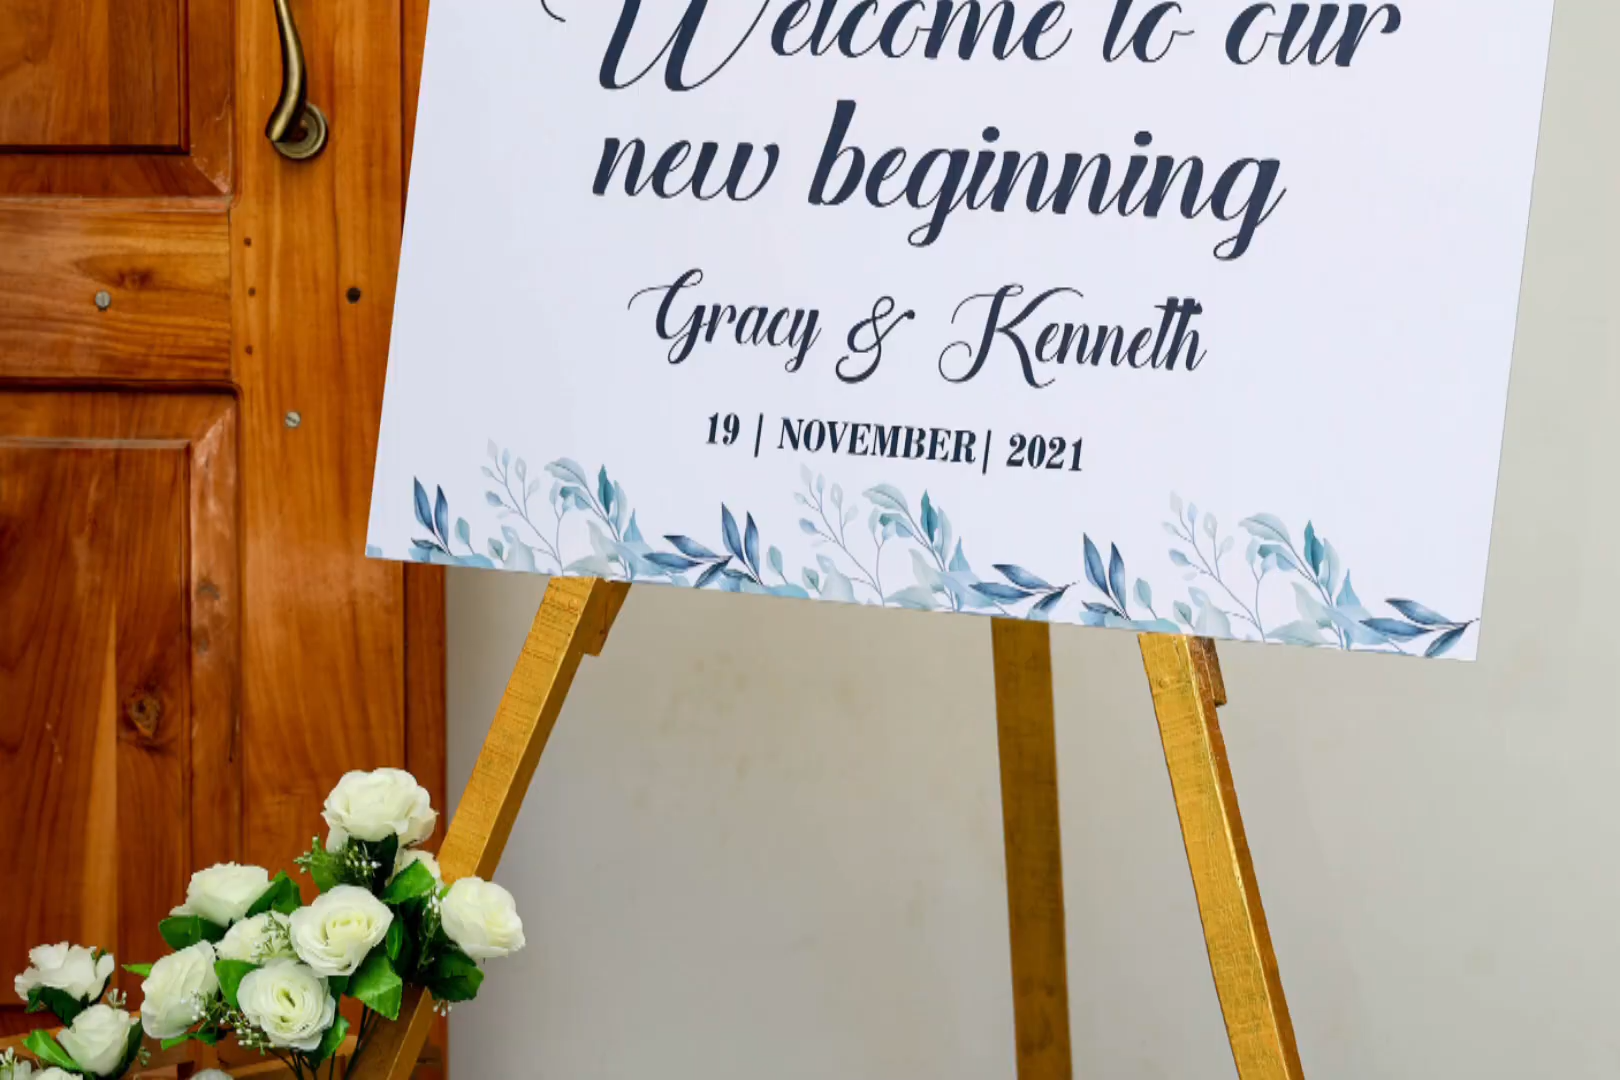 Welcome to our
new beginning
Gracy & Kenneth
19 | NOVEMBER| 2021